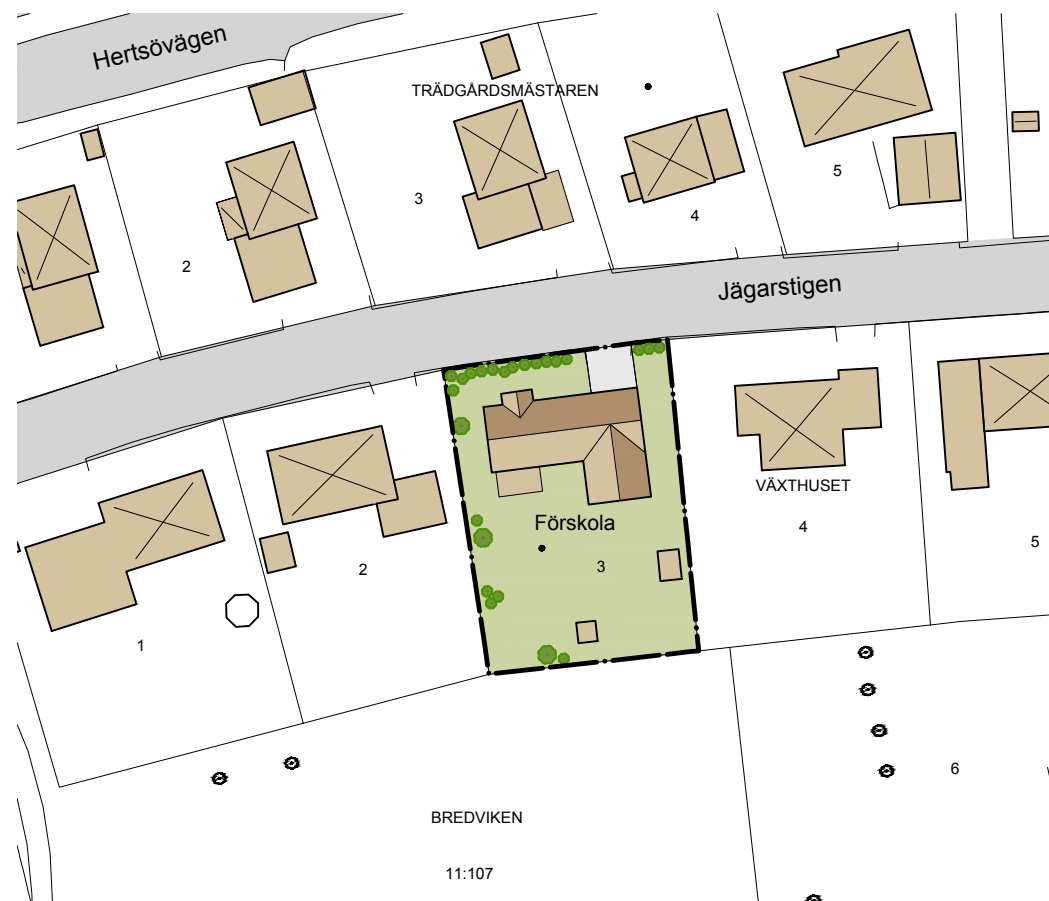 Hertsövägen
TRÄDGÅRDSMÄSTAREN
5
3
4
2
Jägarstigen
VÄXTHUSET
Förskola
4
5
3
2
1
6
BREDVIKEN
11:107